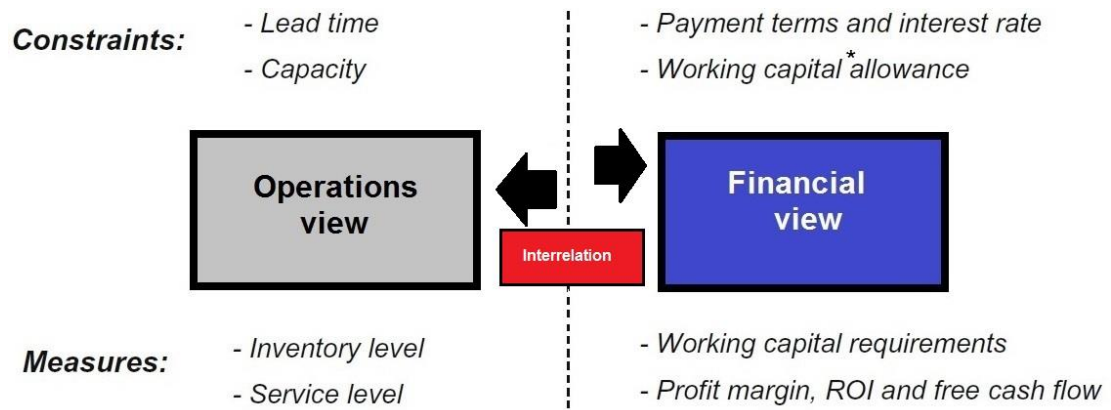 Constraints:
- Lead time
- Capacity
- Payment terms and interest rate
- Working capital * allowance
Operations
view
Interrelation
Financial
view
Measures:
- Inventory level
- Service level
- Working capital requirements
- Profit margin, ROI and free cash flow